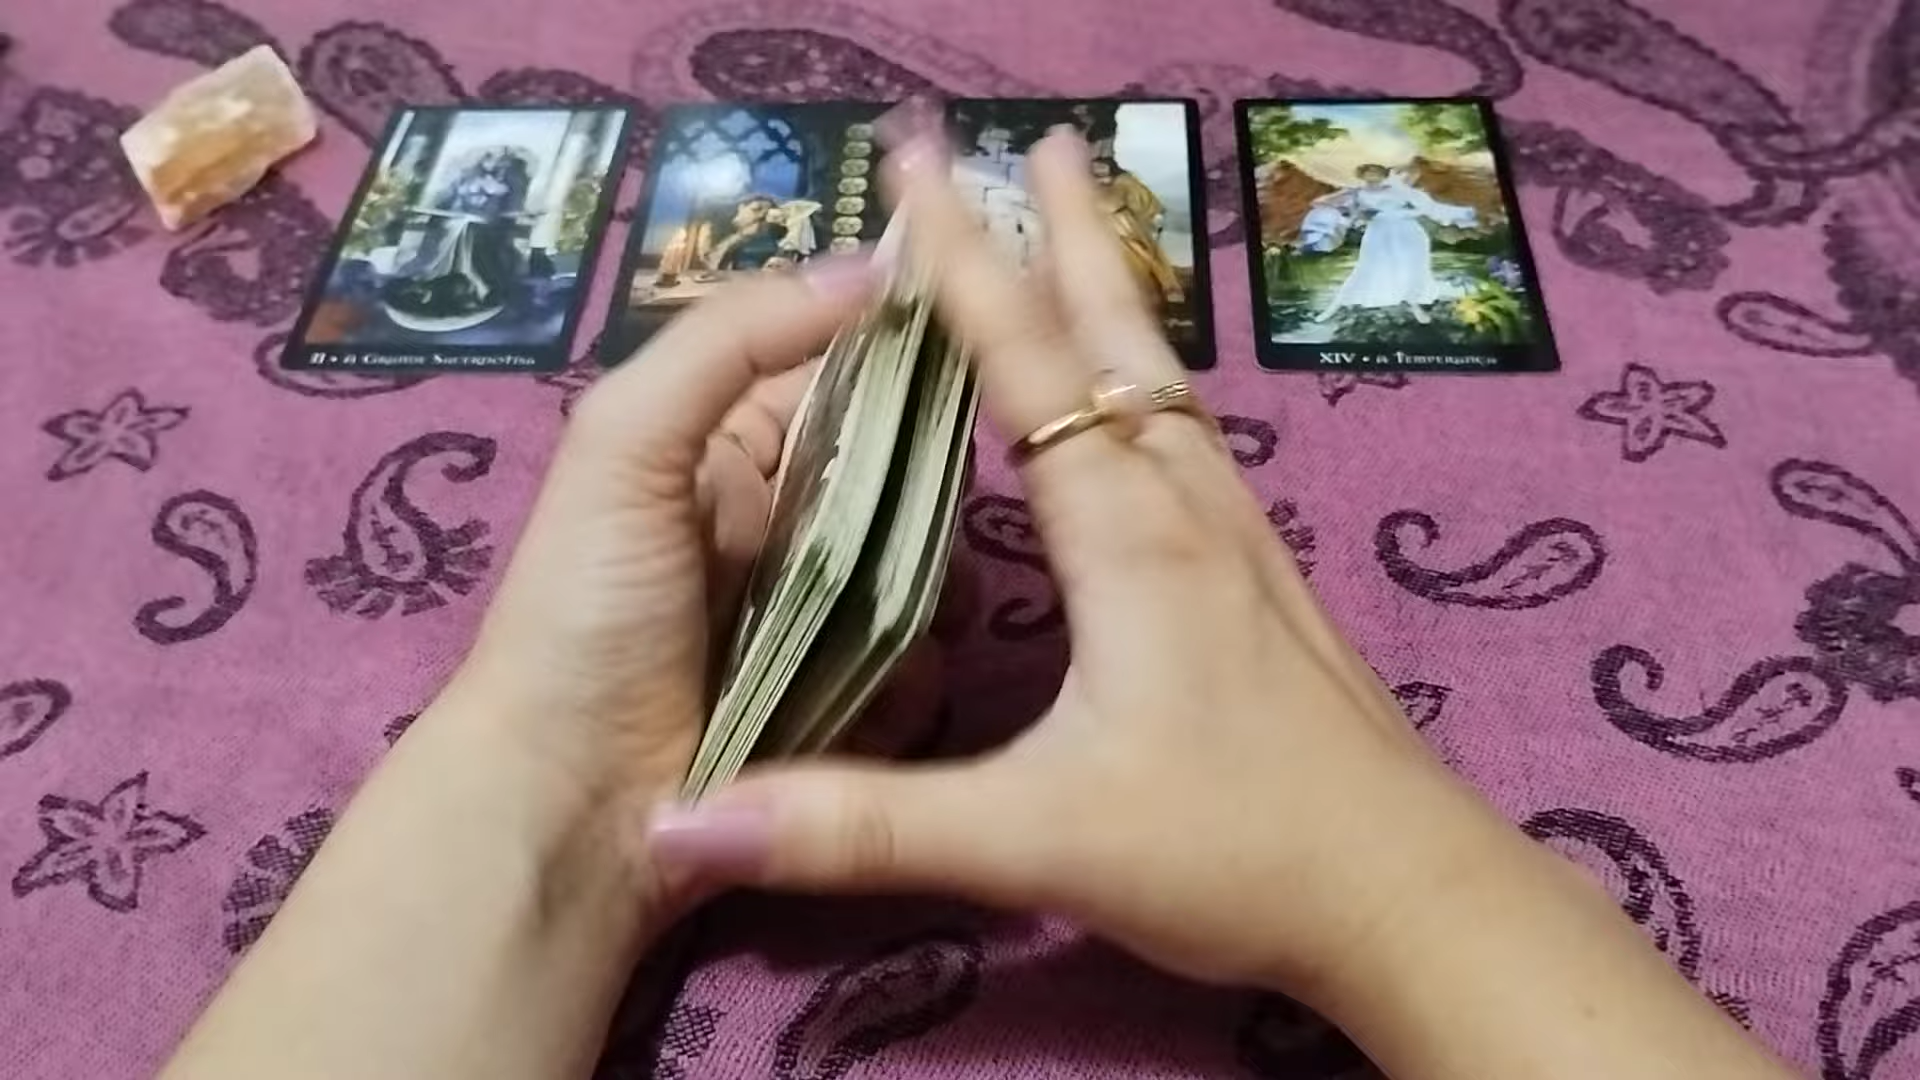 II • A Grande Sacerdotisa
XIV • A Temperança